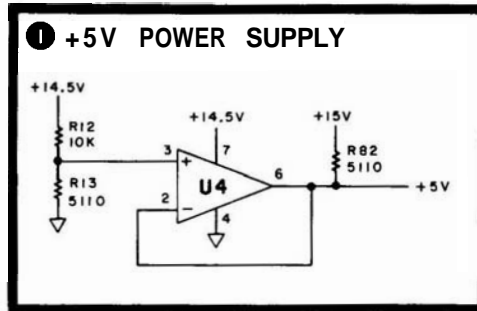 1 +5V POWER SUPPLY
+14.5V
R12
10K
R13
5110
3
+
2
−
U4
+14.5V
7
4
6
+15V
R82
5110
+5V